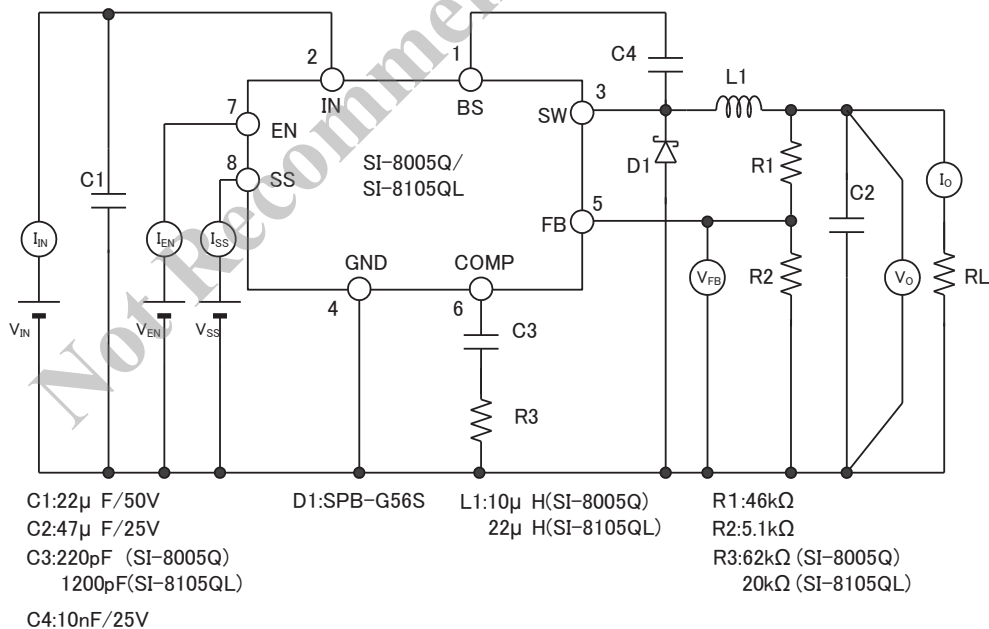 2
1
C4
L1
IN
BS
3
7
SW
EN
D1
R1
8
SI-8005Q/
SI-8105QL
C1
SS
C2
IO
5
FB
IIN
IEN
ISS
GND
COMP
VFB
R2
VO
RL
4
6
VIN
VEN
VSS
C3
R3
Not Recommen
C1:22μ F/50V
C2:47μ F/25V
C3:220pF (SI-8005Q)
1200pF(SI-8105QL)
C4:10nF/25V
D1:SPB-G56S
L1:10μ H(SI-8005Q)
22μ H(SI-8105QL)
R1:46kΩ
R2:5.1kΩ
R3:62kΩ (SI-8005Q)
20kΩ (SI-8105QL)